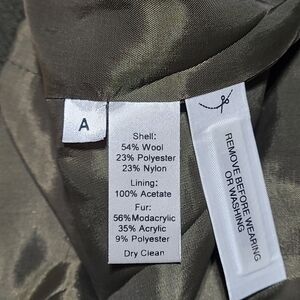 A
Shell:
54% Wool
23% Polyester
23% Nylon
Lining:
100% Acetate
Fur:
56%Modacrylic
35% Acrylic
9% Polyester
Dry Clean
REMOVE BEFORE WEARING
OR WASHING